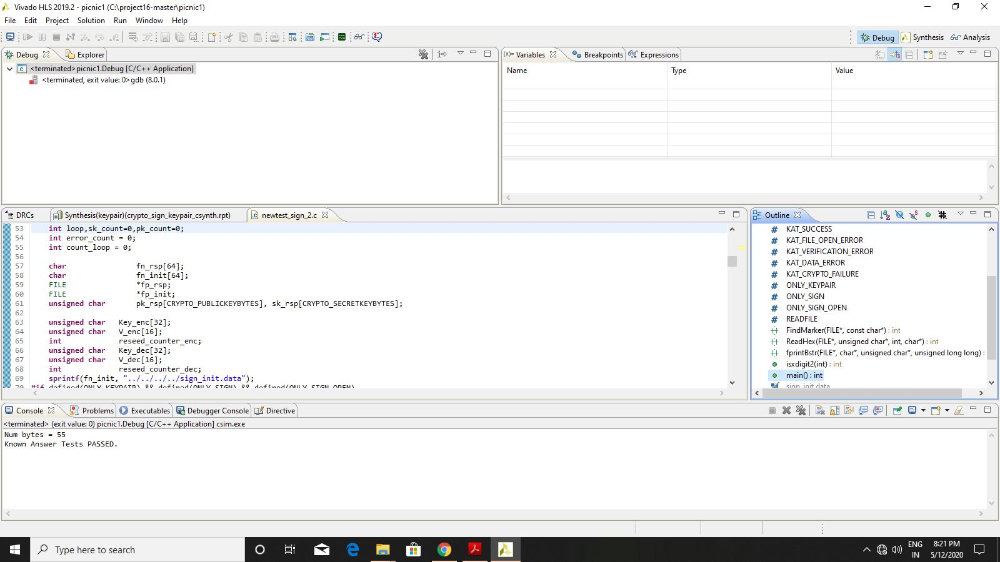 Vivado HLS 2019.2 - picnic1 (C:\project16-master\picnic1)
File Edit Project Solution Run Window Help
Debug Synthesis Analysis
Debug Explorer
<terminated>picnic1.Debug [C/C++ Application]
<terminated, exit value: 0>gdb (8.0.1)
(x)= Variables Breakpoints Expressions
Name Type Value
DRCs Synthesis(keypair)(crypto_sign_keypair_csynth.rpt) newtest_sign_2.c
53 int loop,sk_count=0,pk_count=0;
54 int error_count = 0;
55 int count_loop = 0;
56
57 char fn_rsp[64];
58 char fn_init[64];
59 FILE *fp_rsp;
60 FILE *fp_init;
61 unsigned char pk_rsp[CRYPTO_PUBLICKEYBYTES], sk_rsp[CRYPTO_SECRETKEYBYTES];
62
63 unsigned char Key_enc[32];
64 unsigned char V_enc[16];
65 int reseed_counter_enc;
66 unsigned char Key_dec[32];
67 unsigned char V_dec[16];
68 int reseed_counter_dec;
69 sprintf(fn_init, "../../../../sign_init.data");
70 #if defined(ONLY_KEYPAIR) && defined(ONLY_SIGN) && defined(ONLY_SIGN_OPEN)
Outline
# KAT_SUCCESS
# KAT_FILE_OPEN_ERROR
# KAT_VERIFICATION_ERROR
# KAT_DATA_ERROR
# KAT_CRYPTO_FAILURE
# ONLY_KEYPAIR
# ONLY_SIGN
# ONLY_SIGN_OPEN
# READFILE
FindMarker(FILE*, const char*) : int
ReadHex(FILE*, unsigned char*, int, char*) : int
fprintBstr(FILE*, char*, unsigned char*, unsigned long long) :
isxdigit2(int) : int
main() : int
sign_init.data
Console Problems Executables Debugger Console Directive
<terminated> (exit value: 0) picnic1.Debug [C/C++ Application] csim.exe
Num bytes = 55
Known Answer Tests PASSED.
Type here to search
ENG
IN
8:21 PM
5/12/2020